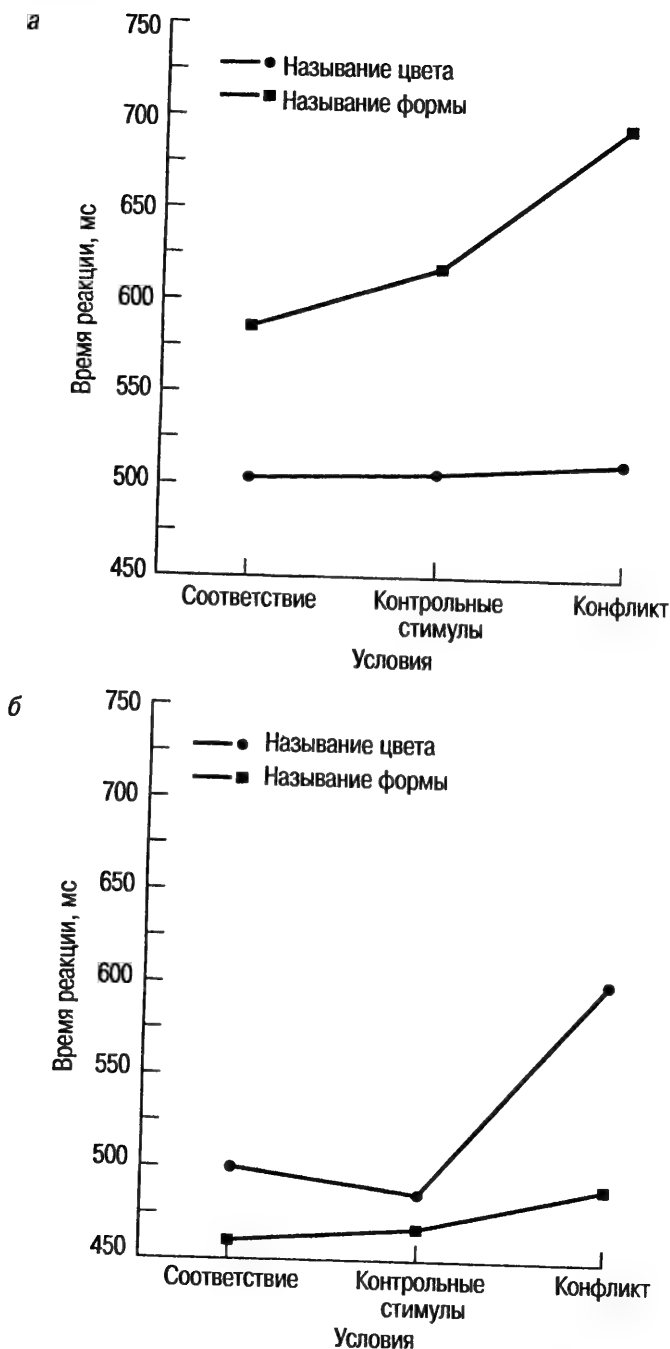 а
750
700
650
600
550
500
450
Время реакции, мс
Называние цвета
Называние формы
Соответствие
Контрольные
стимулы
Конфликт
Условия
б
750
700
650
600
550
500
450
Время реакции, мс
Называние цвета
Называние формы
Соответствие
Контрольные
стимулы
Конфликт
Условия